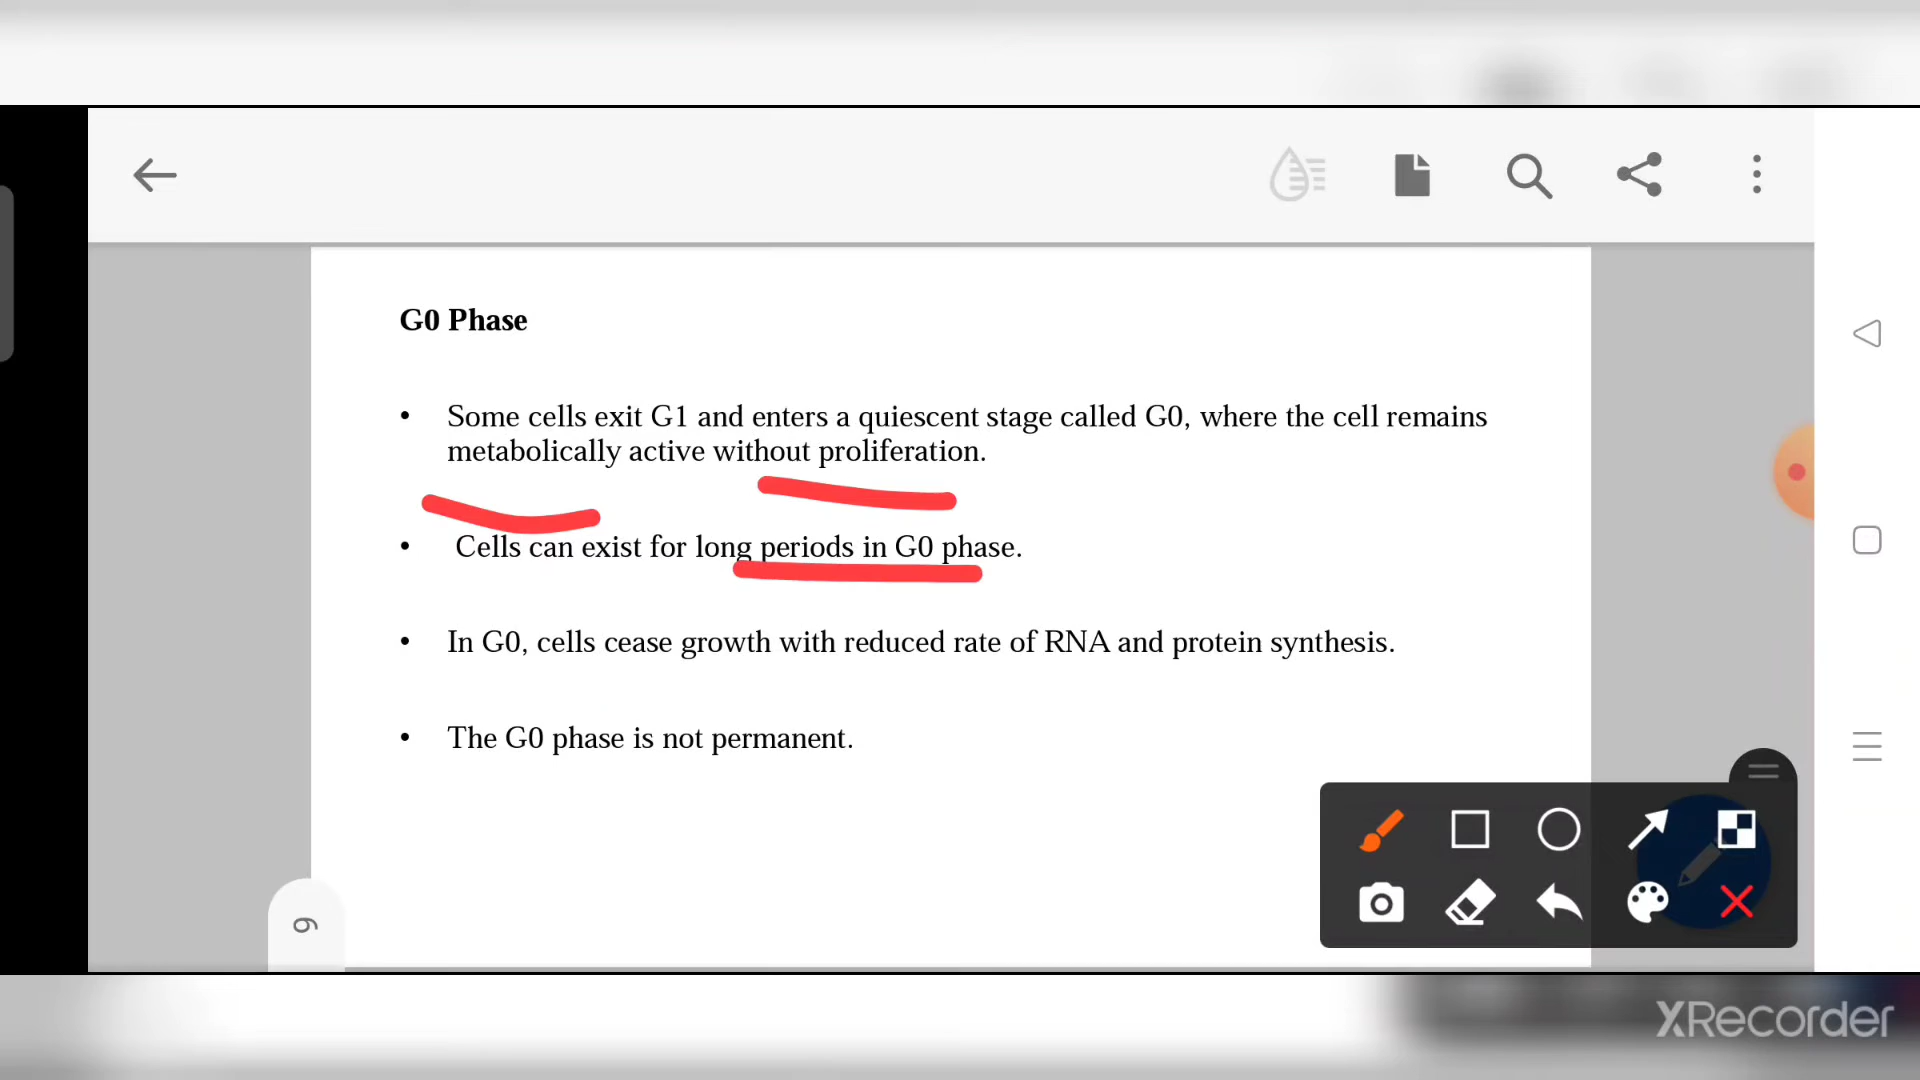 G0 Phase
• Some cells exit G1 and enters a quiescent stage called G0, where the cell remains
metabolically active without proliferation.
• Cells can exist for long periods in G0 phase.
• In G0, cells cease growth with reduced rate of RNA and protein synthesis.
• The G0 phase is not permanent.
6
XRecorder